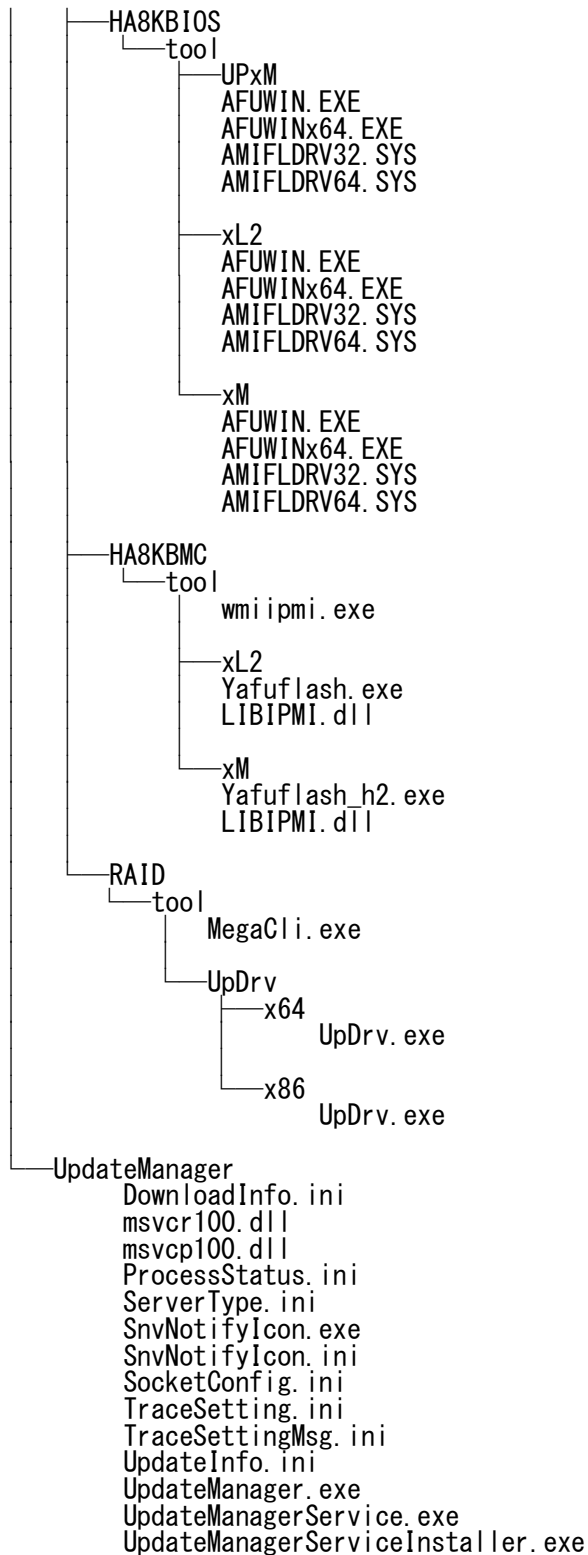 HA8KBIOS
tool
UPxM
AFUWIN.EXE
AFUWINx64.EXE
AMIFLDRV32.SYS
AMIFLDRV64.SYS
xL2
AFUWIN.EXE
AFUWINx64.EXE
AMIFLDRV32.SYS
AMIFLDRV64.SYS
xM
AFUWIN.EXE
AFUWINx64.EXE
AMIFLDRV32.SYS
AMIFLDRV64.SYS
HA8KBMC
tool
wmiipmi.exe
xL2
Yafuflash.exe
LIBIPMI.dll
xM
Yafuflash_h2.exe
LIBIPMI.dll
RAID
tool
MegaCli.exe
UpDrv
x64
UpDrv.exe
x86
UpDrv.exe
UpdateManager
DownloadInfo.ini
msvcr100.dll
msvcp100.dll
ProcessStatus.ini
ServerType.ini
SnvNotifyIcon.exe
SnvNotifyIcon.ini
SocketConfig.ini
TraceSetting.ini
TraceSettingMsg.ini
UpdateInfo.ini
UpdateManager.exe
UpdateManagerService.exe
UpdateManagerServiceInstaller.exe